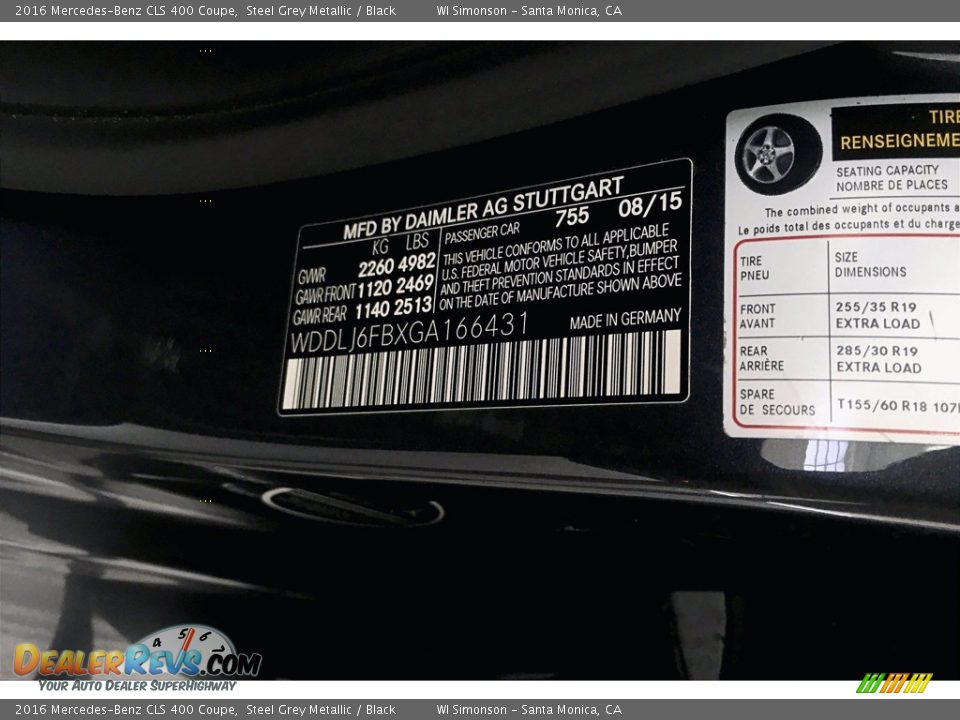 2016 Mercedes-Benz CLS 400 Coupe, Steel Grey Metallic / Black WI Simonson - Santa Monica, CA
MFD BY DAIMLER AG STUTTGART
KG LBS PASSENGER CAR 755 08/15
GVWR 2260 4982
GAWR FRONT 1120 2469
GAWR REAR 1140 2513
THIS VEHICLE CONFORMS TO ALL APPLICABLE
U.S. FEDERAL MOTOR VEHICLE SAFETY, BUMPER
AND THEFT PREVENTION STANDARDS IN EFFECT
ON THE DATE OF MANUFACTURE SHOWN ABOVE
WDDLJ6FBXGA166431 MADE IN GERMANY
TIRE
RENSEIGNEME
SEATING CAPACITY
NOMBRE DE PLACES
The combined weight of occupants a
Le poids total des occupants et du charge
TIRE
PNEU
SIZE
DIMENSIONS
FRONT
AVANT
255/35 R19
EXTRA LOAD
REAR
ARRIÈRE
285/30 R19
EXTRA LOAD
SPARE
DE SECOURS
T155/60 R18 107
4 5 6 7
DEALERREVS.COM
YOUR AUTO DEALER SUPERHIGHWAY
2016 Mercedes-Benz CLS 400 Coupe, Steel Grey Metallic / Black WI Simonson - Santa Monica, CA